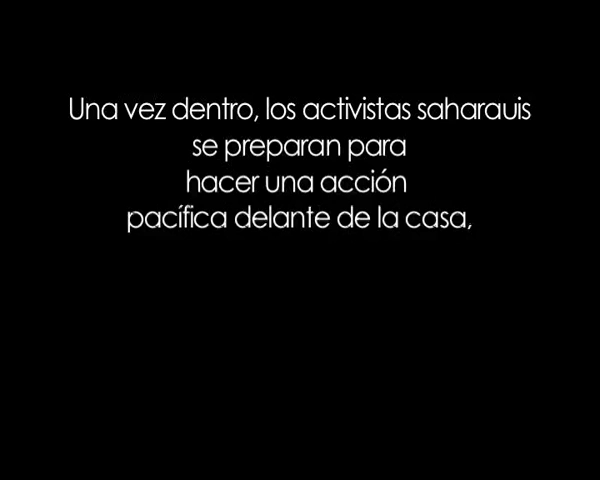 Una vez dentro, los activistas saharauis
se preparan para
hacer una acción
pacífica delante de la casa,